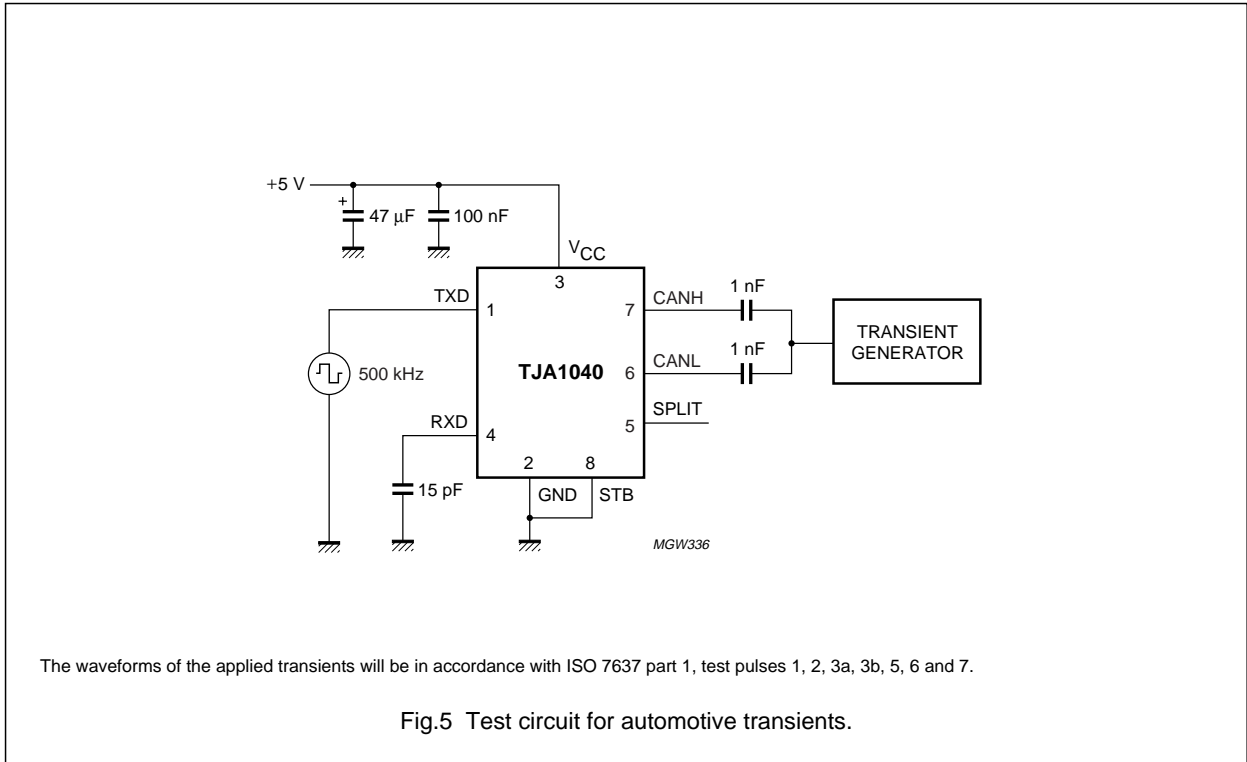 +5 V
+
47 μF
100 nF
VCC
3
TXD
1
7
CANH
1 nF
TRANSIENT
GENERATOR
500 kHz
TJA1040
6
CANL
1 nF
5
SPLIT
RXD
4
2
8
15 pF
GND
STB
MGW336
The waveforms of the applied transients will be in accordance with ISO 7637 part 1, test pulses 1, 2, 3a, 3b, 5, 6 and 7.
Fig.5 Test circuit for automotive transients.